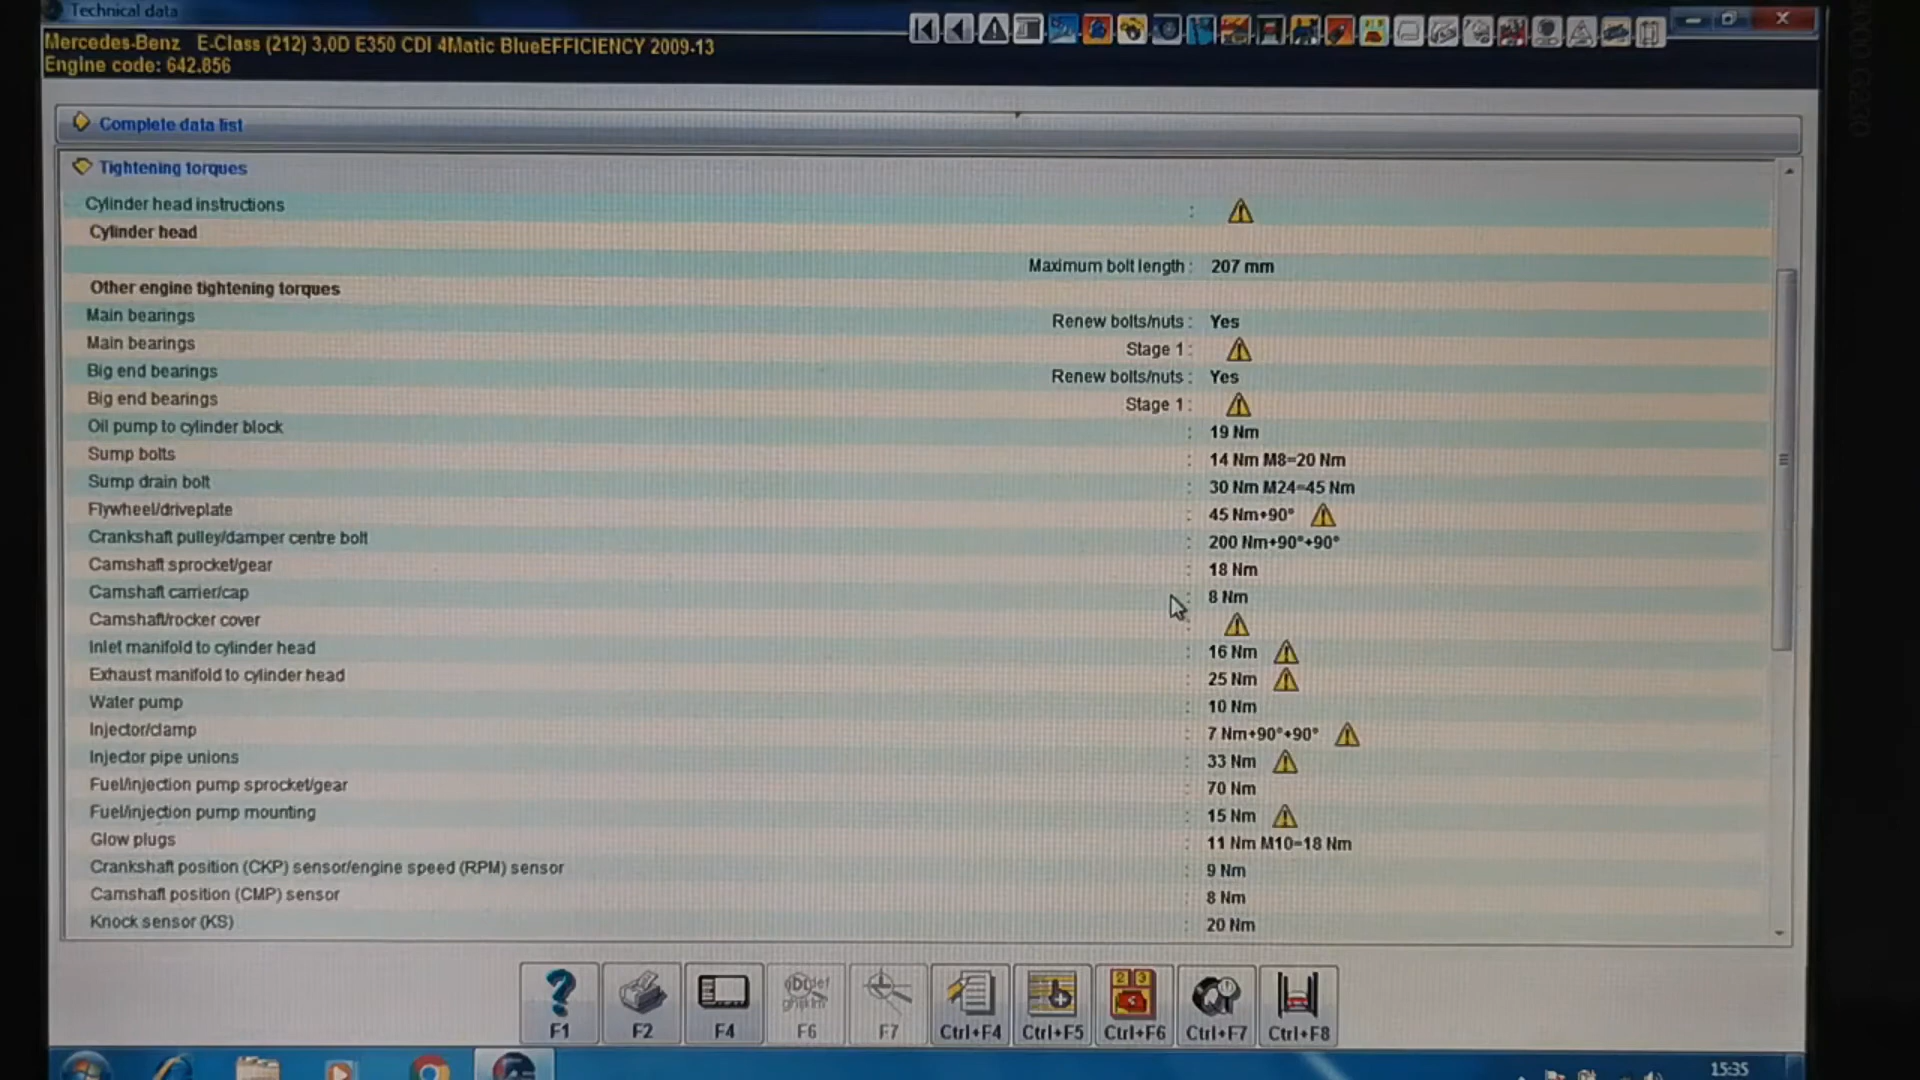 Technical data
Mercedes-Benz E-Class (212) 3,0D E350 CDI 4Matic BlueEFFICIENCY 2009-13
Engine code: 642.856
Complete data list
Tightening torques
Cylinder head instructions :
Cylinder head
Maximum bolt length : 207 mm
Other engine tightening torques
Main bearings Renew bolts/nuts : Yes
Main bearings Stage 1 :
Big end bearings Renew bolts/nuts : Yes
Big end bearings Stage 1 :
Oil pump to cylinder block : 19 Nm
Sump bolts : 14 Nm M8=20 Nm
Sump drain bolt : 30 Nm M24=45 Nm
Flywheel/driveplate : 45 Nm+90°
Crankshaft pulley/damper centre bolt : 200 Nm+90°+90°
Camshaft sprocket/gear : 18 Nm
Camshaft carrier/cap : 8 Nm
Camshaft/rocker cover :
Inlet manifold to cylinder head : 16 Nm
Exhaust manifold to cylinder head : 25 Nm
Water pump : 10 Nm
Injector/clamp : 7 Nm+90°+90°
Injector pipe unions : 33 Nm
Fuel/injection pump sprocket/gear : 70 Nm
Fuel/injection pump mounting : 15 Nm
Glow plugs : 11 Nm M10=18 Nm
Crankshaft position (CKP) sensor/engine speed (RPM) sensor : 9 Nm
Camshaft position (CMP) sensor : 8 Nm
Knock sensor (KS) : 20 Nm
F1 F2 F4 F6 F7 Ctrl+F4 Ctrl+F5 Ctrl+F6 Ctrl+F7 Ctrl+F8
15:35